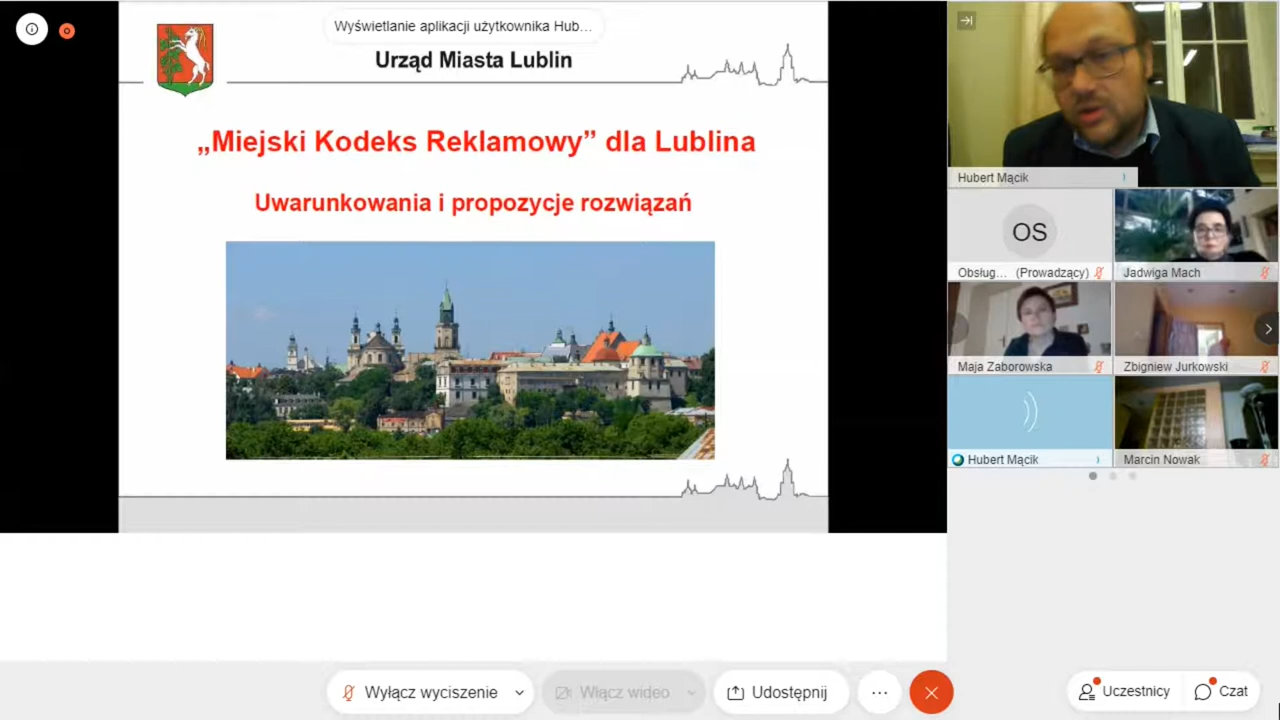 Wyświetlanie aplikacji użytkownika Hub...
Urząd Miasta Lublin
„Miejski Kodeks Reklamowy” dla Lublina
Uwarunkowania i propozycje rozwiązań
Hubert Mącik
OS
Obsług... (Prowadzący)
Jadwiga Mach
Maja Zaborowska
Zbigniew Jurkowski
Hubert Mącik
Marcin Nowak
Wyłącz wyciszenie
Włącz wideo
Udostępnij
Uczestnicy
Czat